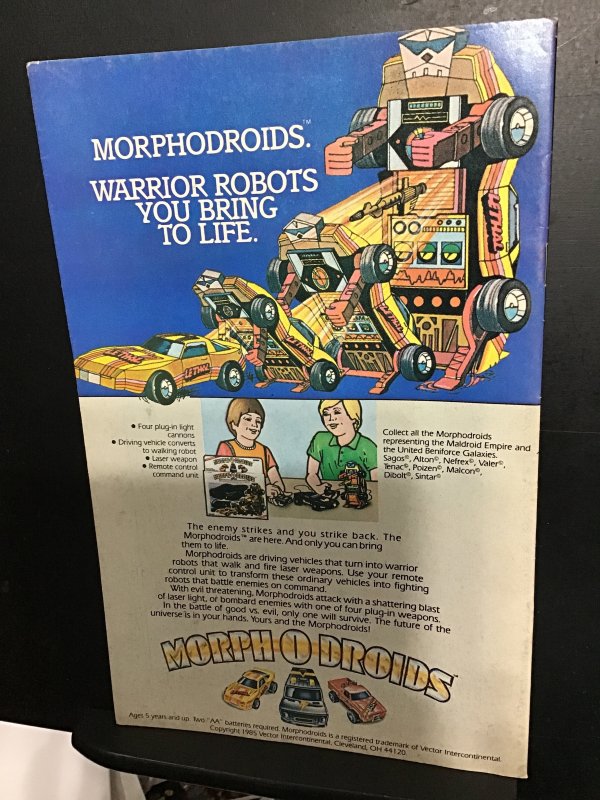 MORPHODROIDS.™
WARRIOR ROBOTS
YOU BRING
TO LIFE.
LETHAL
LETHAL
LETHAL
• Four plug-in light
cannons
• Driving vehicle converts
to walking robot
• Laser weapon
• Remote control
command unit
Collect all the Morphodroids
representing the Maldroid Empire and
the United Beniforce Galaxies.
Sagos®, Alton®, Nefrex®, Valer®,
Tenac®, Poizen®, Malcon®,
Dibolt®, Sintar®
The enemy strikes and you strike back. The
Morphodroids™ are here. And only you can bring
them to life.
Morphodroids are driving vehicles that turn into warrior
robots that walk and fire laser weapons. Use your remote
control unit to transform these ordinary vehicles into fighting
robots that battle enemies on command.
With evil threatening, Morphodroids attack with a shattering blast
of laser light, or bombard enemies with one of four plug-in weapons.
In the battle of good vs. evil, only one will survive. The future of the
universe is in your hands. Yours and the Morphodroids!
MORPH O DROIDS™
Ages 5 years and up. Two "AA" batteries required. Morphodroids is a registered trademark of Vector Intercontinental.
Copyright 1985 Vector Intercontinental, Cleveland, OH 44120.